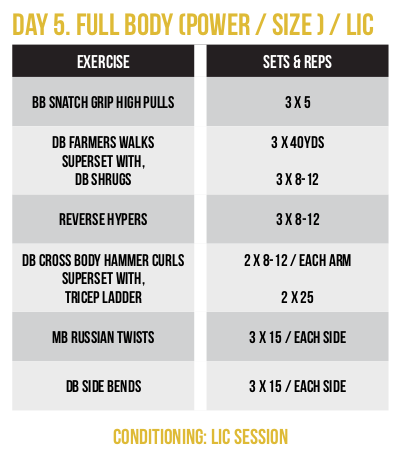 DAY 5. FULL BODY (POWER / SIZE ) / LIC
EXERCISE
SETS & REPS
BB SNATCH GRIP HIGH PULLS
3 X 5
DB FARMERS WALKS
SUPERSET WITH,
DB SHRUGS
3 X 40YDS
3 X 8-12
REVERSE HYPERS
3 X 8-12
DB CROSS BODY HAMMER CURLS
SUPERSET WITH,
TRICEP LADDER
2 X 8-12 / EACH ARM
2 X 25
MB RUSSIAN TWISTS
3 X 15 / EACH SIDE
DB SIDE BENDS
3 X 15 / EACH SIDE
CONDITIONING: LIC SESSION